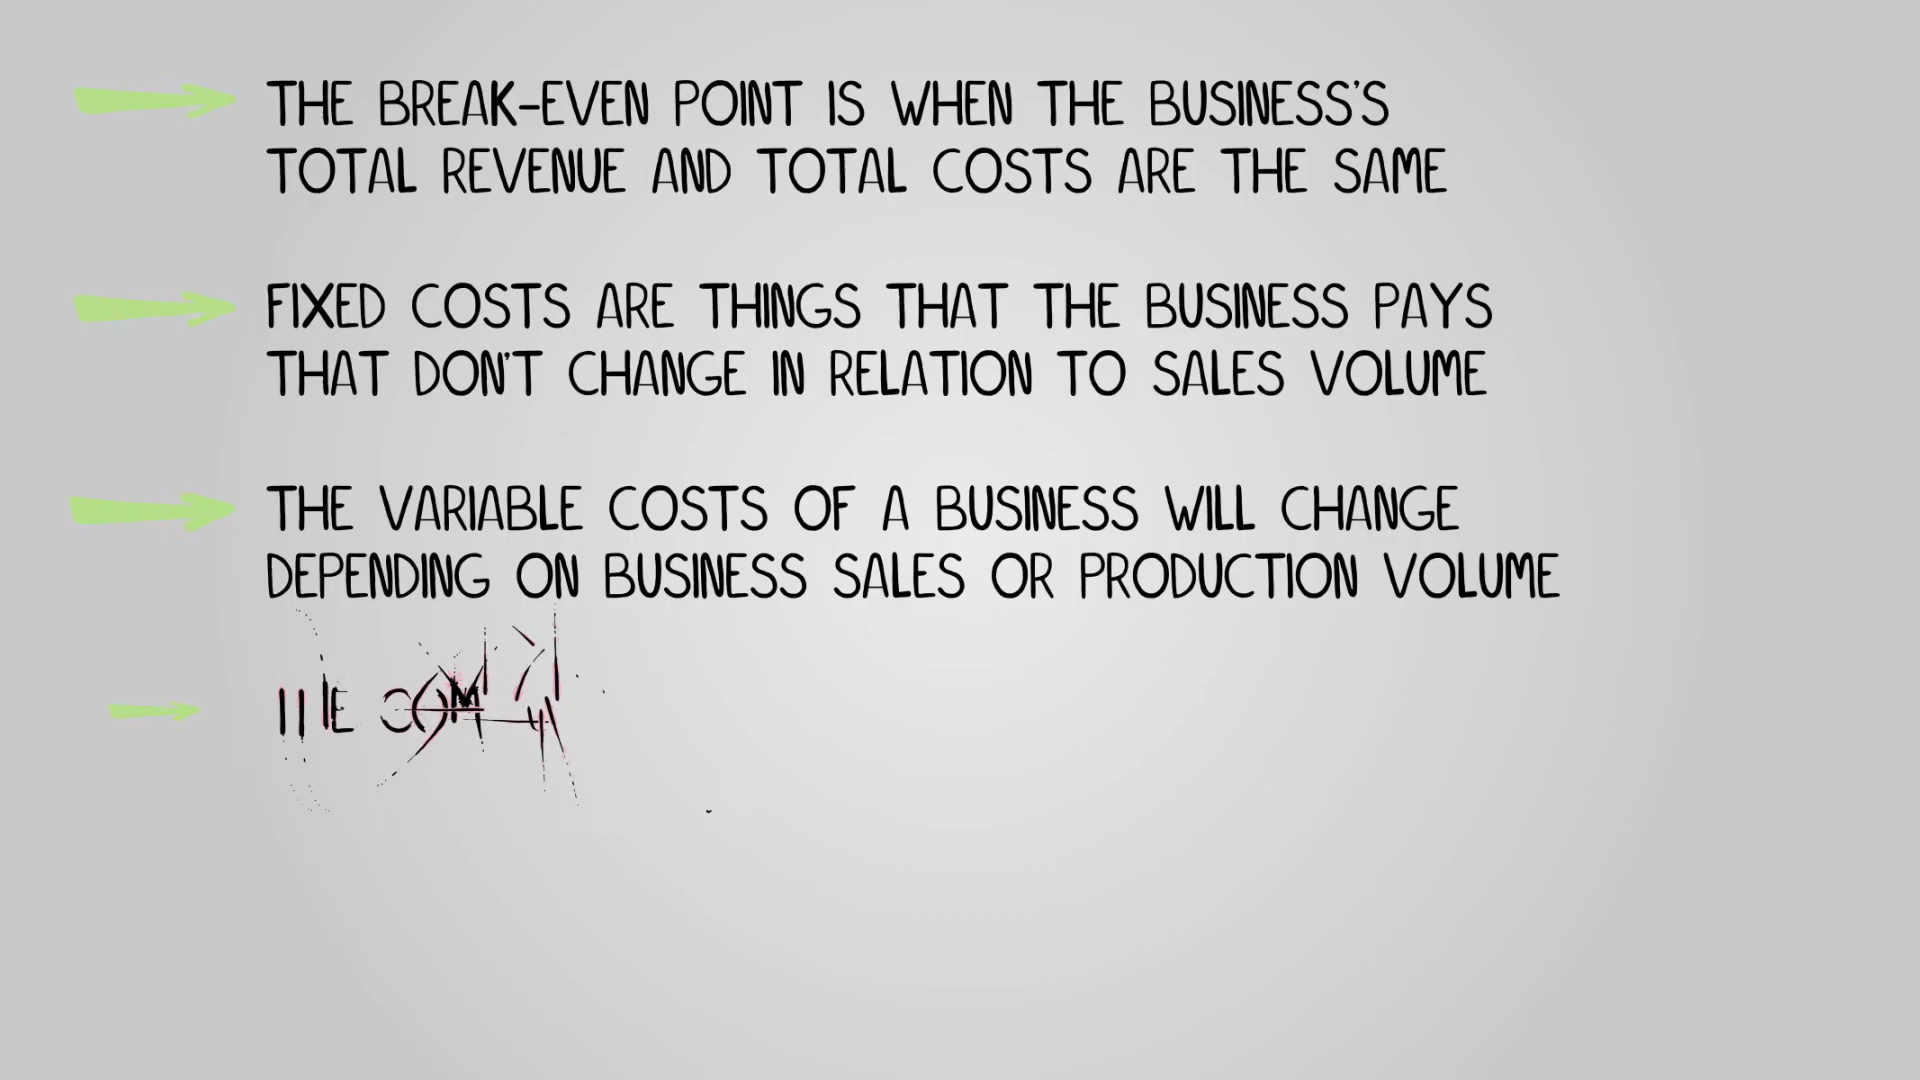 THE BREAK-EVEN POINT IS WHEN THE BUSINESS'S
TOTAL REVENUE AND TOTAL COSTS ARE THE SAME
FIXED COSTS ARE THINGS THAT THE BUSINESS PAYS
THAT DON'T CHANGE IN RELATION TO SALES VOLUME
THE VARIABLE COSTS OF A BUSINESS WILL CHANGE
DEPENDING ON BUSINESS SALES OR PRODUCTION VOLUME